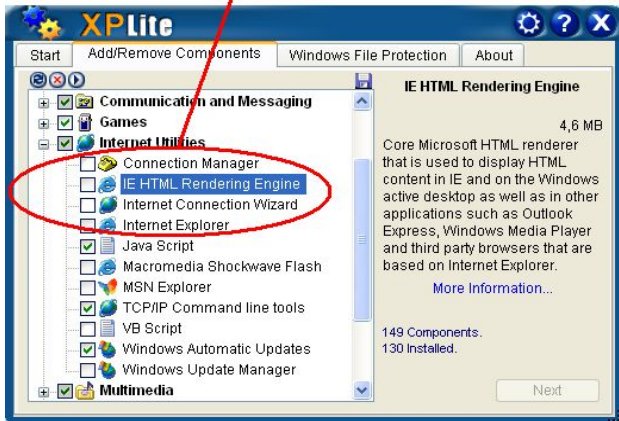 XPLite
Start
Add/Remove Components
Windows File Protection
About
Communication and Messaging
Games
Internet Utilities
Connection Manager
IE HTML Rendering Engine
Internet Connection Wizard
Internet Explorer
Java Script
Macromedia Shockwave Flash
MSN Explorer
TCP/IP Command line tools
VB Script
Windows Automatic Updates
Windows Update Manager
Multimedia
IE HTML Rendering Engine
4,6 MB
Core Microsoft HTML renderer
that is used to display HTML
content in IE and on the Windows
active desktop as well as in other
applications such as Outlook
Express, Windows Media Player
and third party browsers that are
based on Internet Explorer.
More Information...
149 Components.
130 Installed.
Next